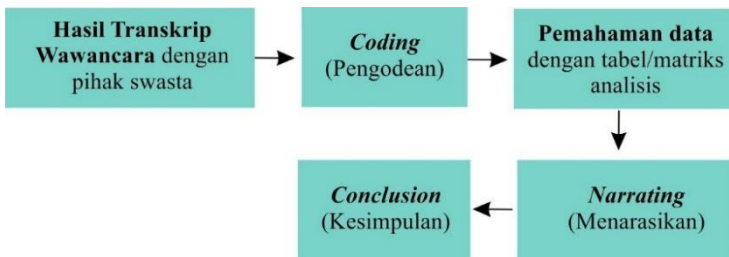 Hasil Transkrip
Wawancara dengan
pihak swasta
Coding
(Pengodean)
Pemahaman data
dengan tabel/matriks
analisis
Narrating
(Menarasikan)
Conclusion
(Kesimpulan)